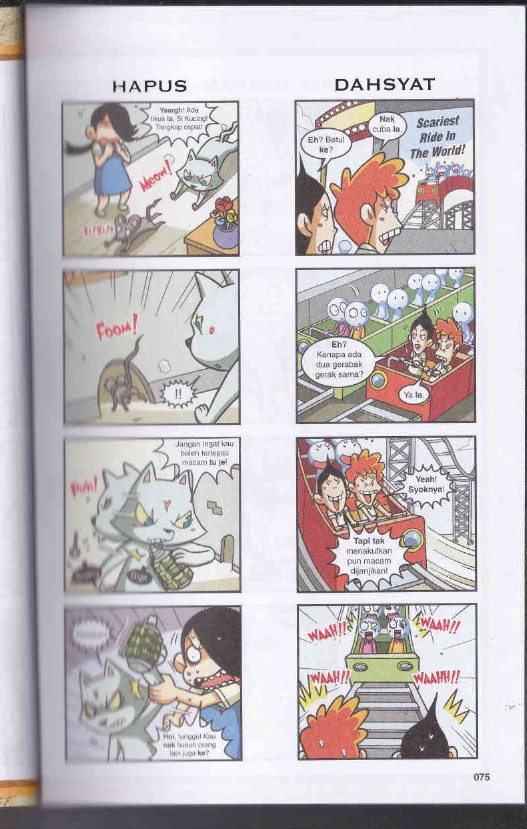 HAPUS
Yaargh! Ada
tikus la. Si Kucing!
Tangkap cepat!
MEOW!
FOOM!
!!
Jangan ingat kau
boleh terlepas
macam tu je!
Grrr
Hei, tunggu! Kau
nak bunuh orang
lain juga ke?
DAHSYAT
Nak
cuba la.
Eh? Betul
ke?
Scariest
Ride In
The World!
Eh?
Kenapa ada
dua gerabak
gerak sama?
Ya la.
Yeah!
Syoknya!
Tapi tak
menakutkan
pun macam
dijanjikan!
WAAH!!
WAAH!!
WAAH!!
WAAHH!!
075